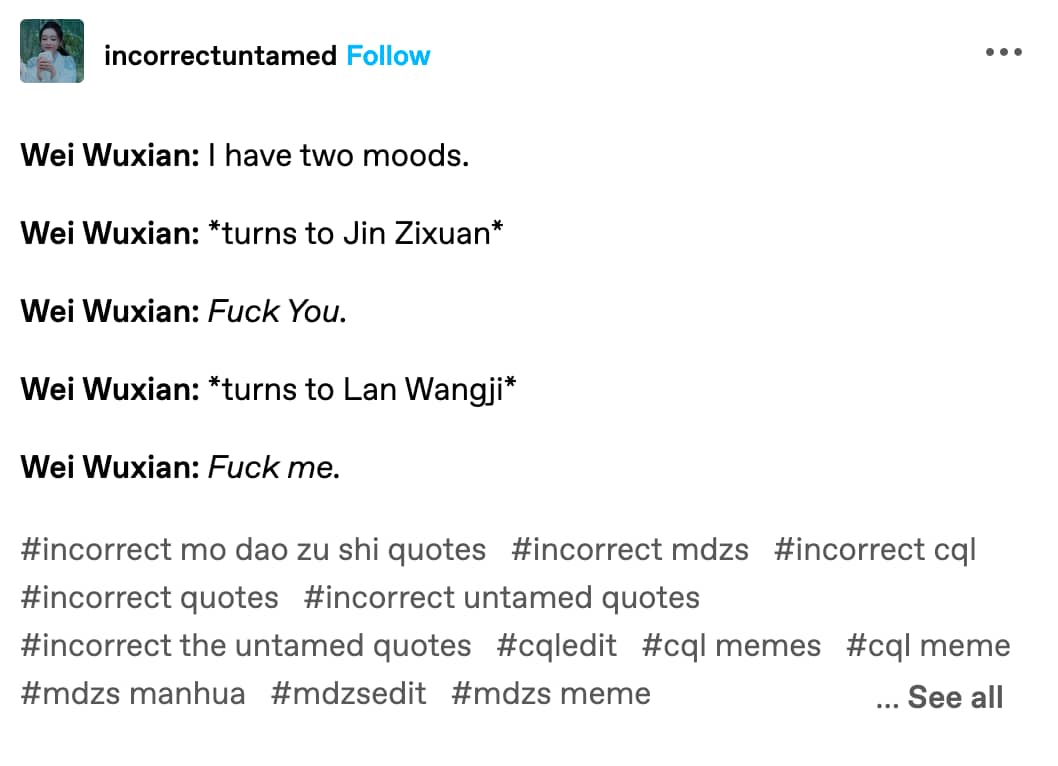 incorrectuntamed Follow
Wei Wuxian: I have two moods.
Wei Wuxian: *turns to Jin Zixuan*
Wei Wuxian: Fuck You.
Wei Wuxian: *turns to Lan Wangji*
Wei Wuxian: Fuck me.
#incorrect mo dao zu shi quotes #incorrect mdzs #incorrect cql
#incorrect quotes #incorrect untamed quotes
#incorrect the untamed quotes #cqledit #cql memes #cql meme
#mdzs manhua #mdzsedit #mdzs meme ... See all